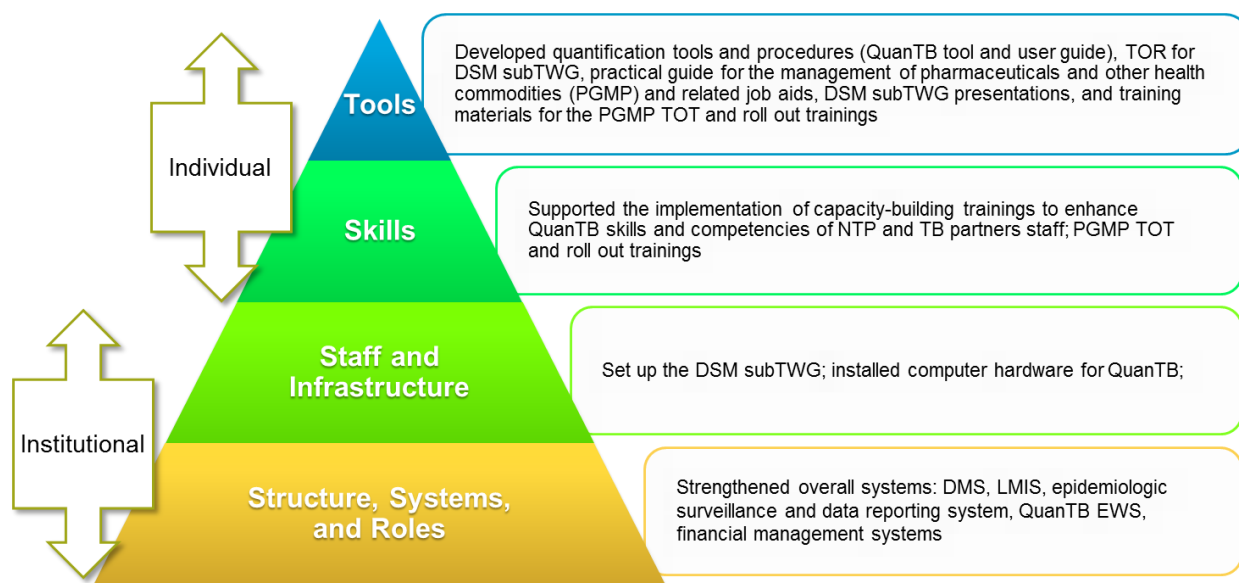 Individual
Institutional
Tools
Developed quantification tools and procedures (QuanTB tool and user guide), TOR for
DSM subTWG, practical guide for the management of pharmaceuticals and other health
commodities (PGMP) and related job aids, DSM subTWG presentations, and training
materials for the PGMP TOT and roll out trainings
Skills
Supported the implementation of capacity-building trainings to enhance
QuanTB skills and competencies of NTP and TB partners staff; PGMP TOT
and roll out trainings
Staff and
Infrastructure
Set up the DSM subTWG; installed computer hardware for QuanTB;
Structure, Systems,
and Roles
Strengthened overall systems: DMS, LMIS, epidemiologic
surveillance and data reporting system, QuanTB EWS,
financial management systems